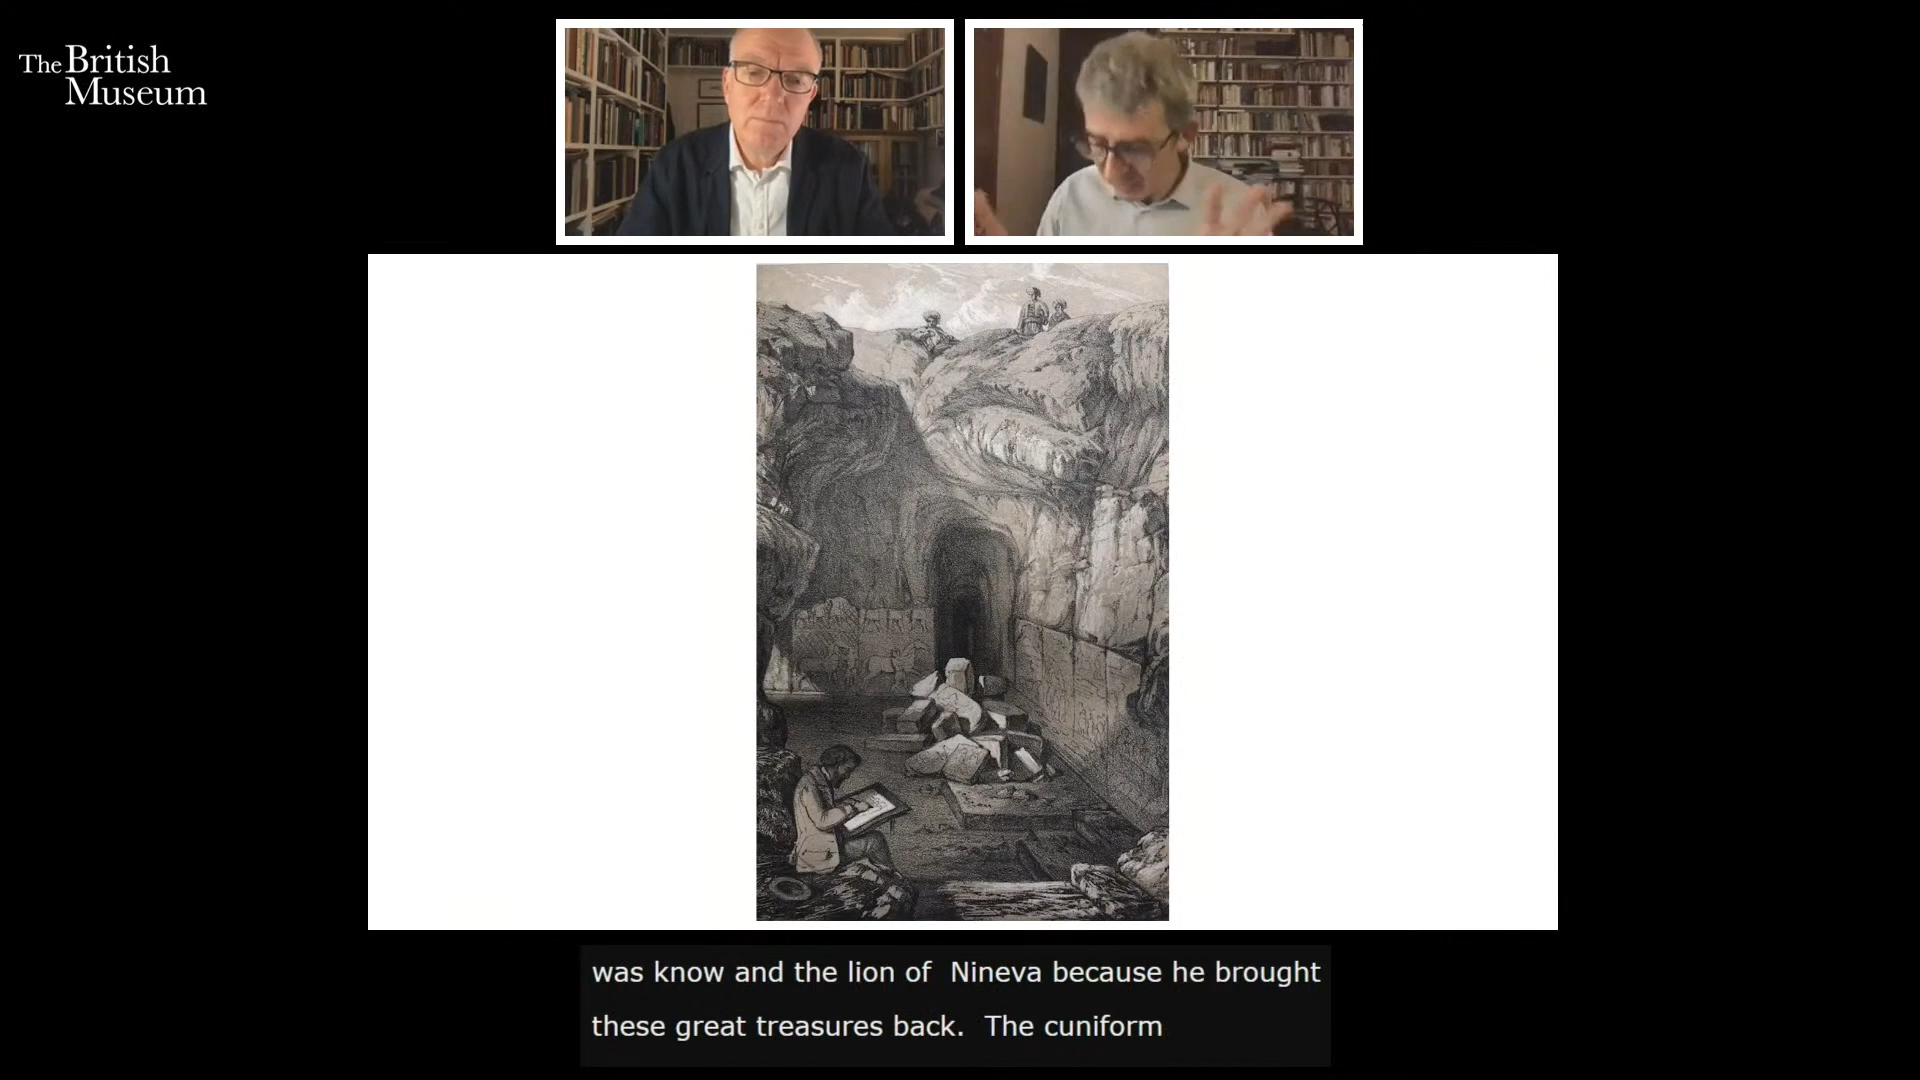 The British
Museum
was know and the lion of Nineva because he brought
these great treasures back. The cuniform